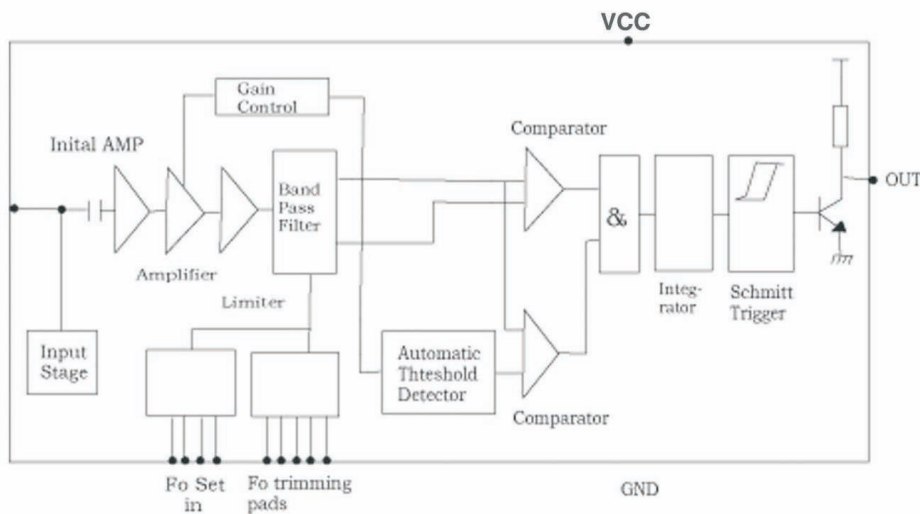 VCC
Gain
Control
Inital AMP
Comparator
Band
Pass
Filter
OUT
&
Amplifier
Limiter
Integ-
rator
Schmitt
Trigger
Input
Stage
Automatic
Thteshold
Detector
Comparator
Fo Set
in
Fo trimming
pads
GND